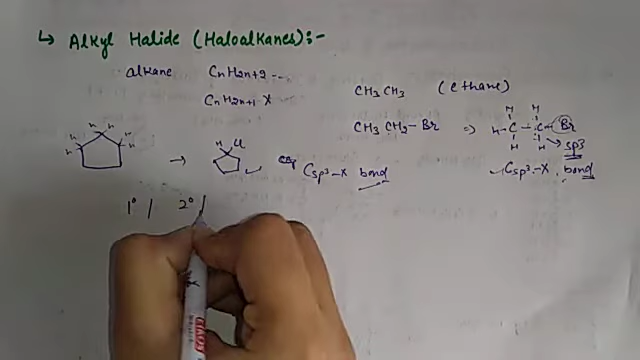 ↳ Alkyl Halide (Haloalkanes):-
alkane CnH2n+2
CnH2n+1 X
CH3 CH3 (ethane)
CH3 CH2 – Br ⇒ H – C – C – Br
H H
H H
sp3
H H H H
H Cl
→ Csp3 – X bond
Csp3 – X bond
1° / 2° /